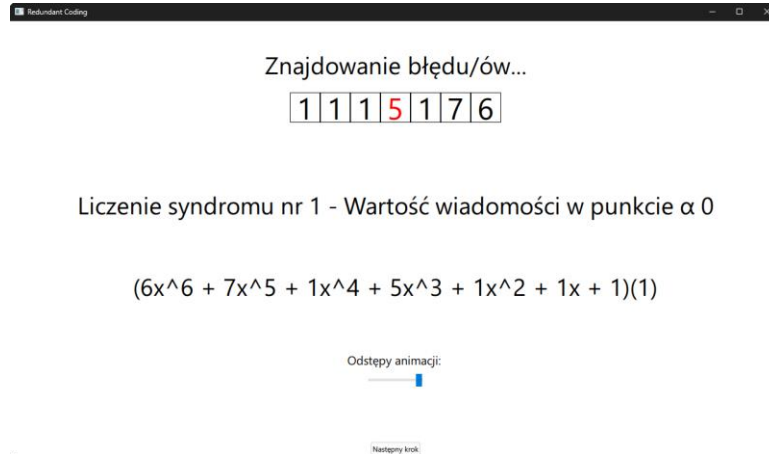 Redundant Coding
Znajdowanie błędu/ów...
1 1 1 5 1 7 6
Liczenie syndromu nr 1 - Wartość wiadomości w punkcie α 0
(6x^6 + 7x^5 + 1x^4 + 5x^3 + 1x^2 + 1x + 1)(1)
Odstępy animacji:
Następny krok